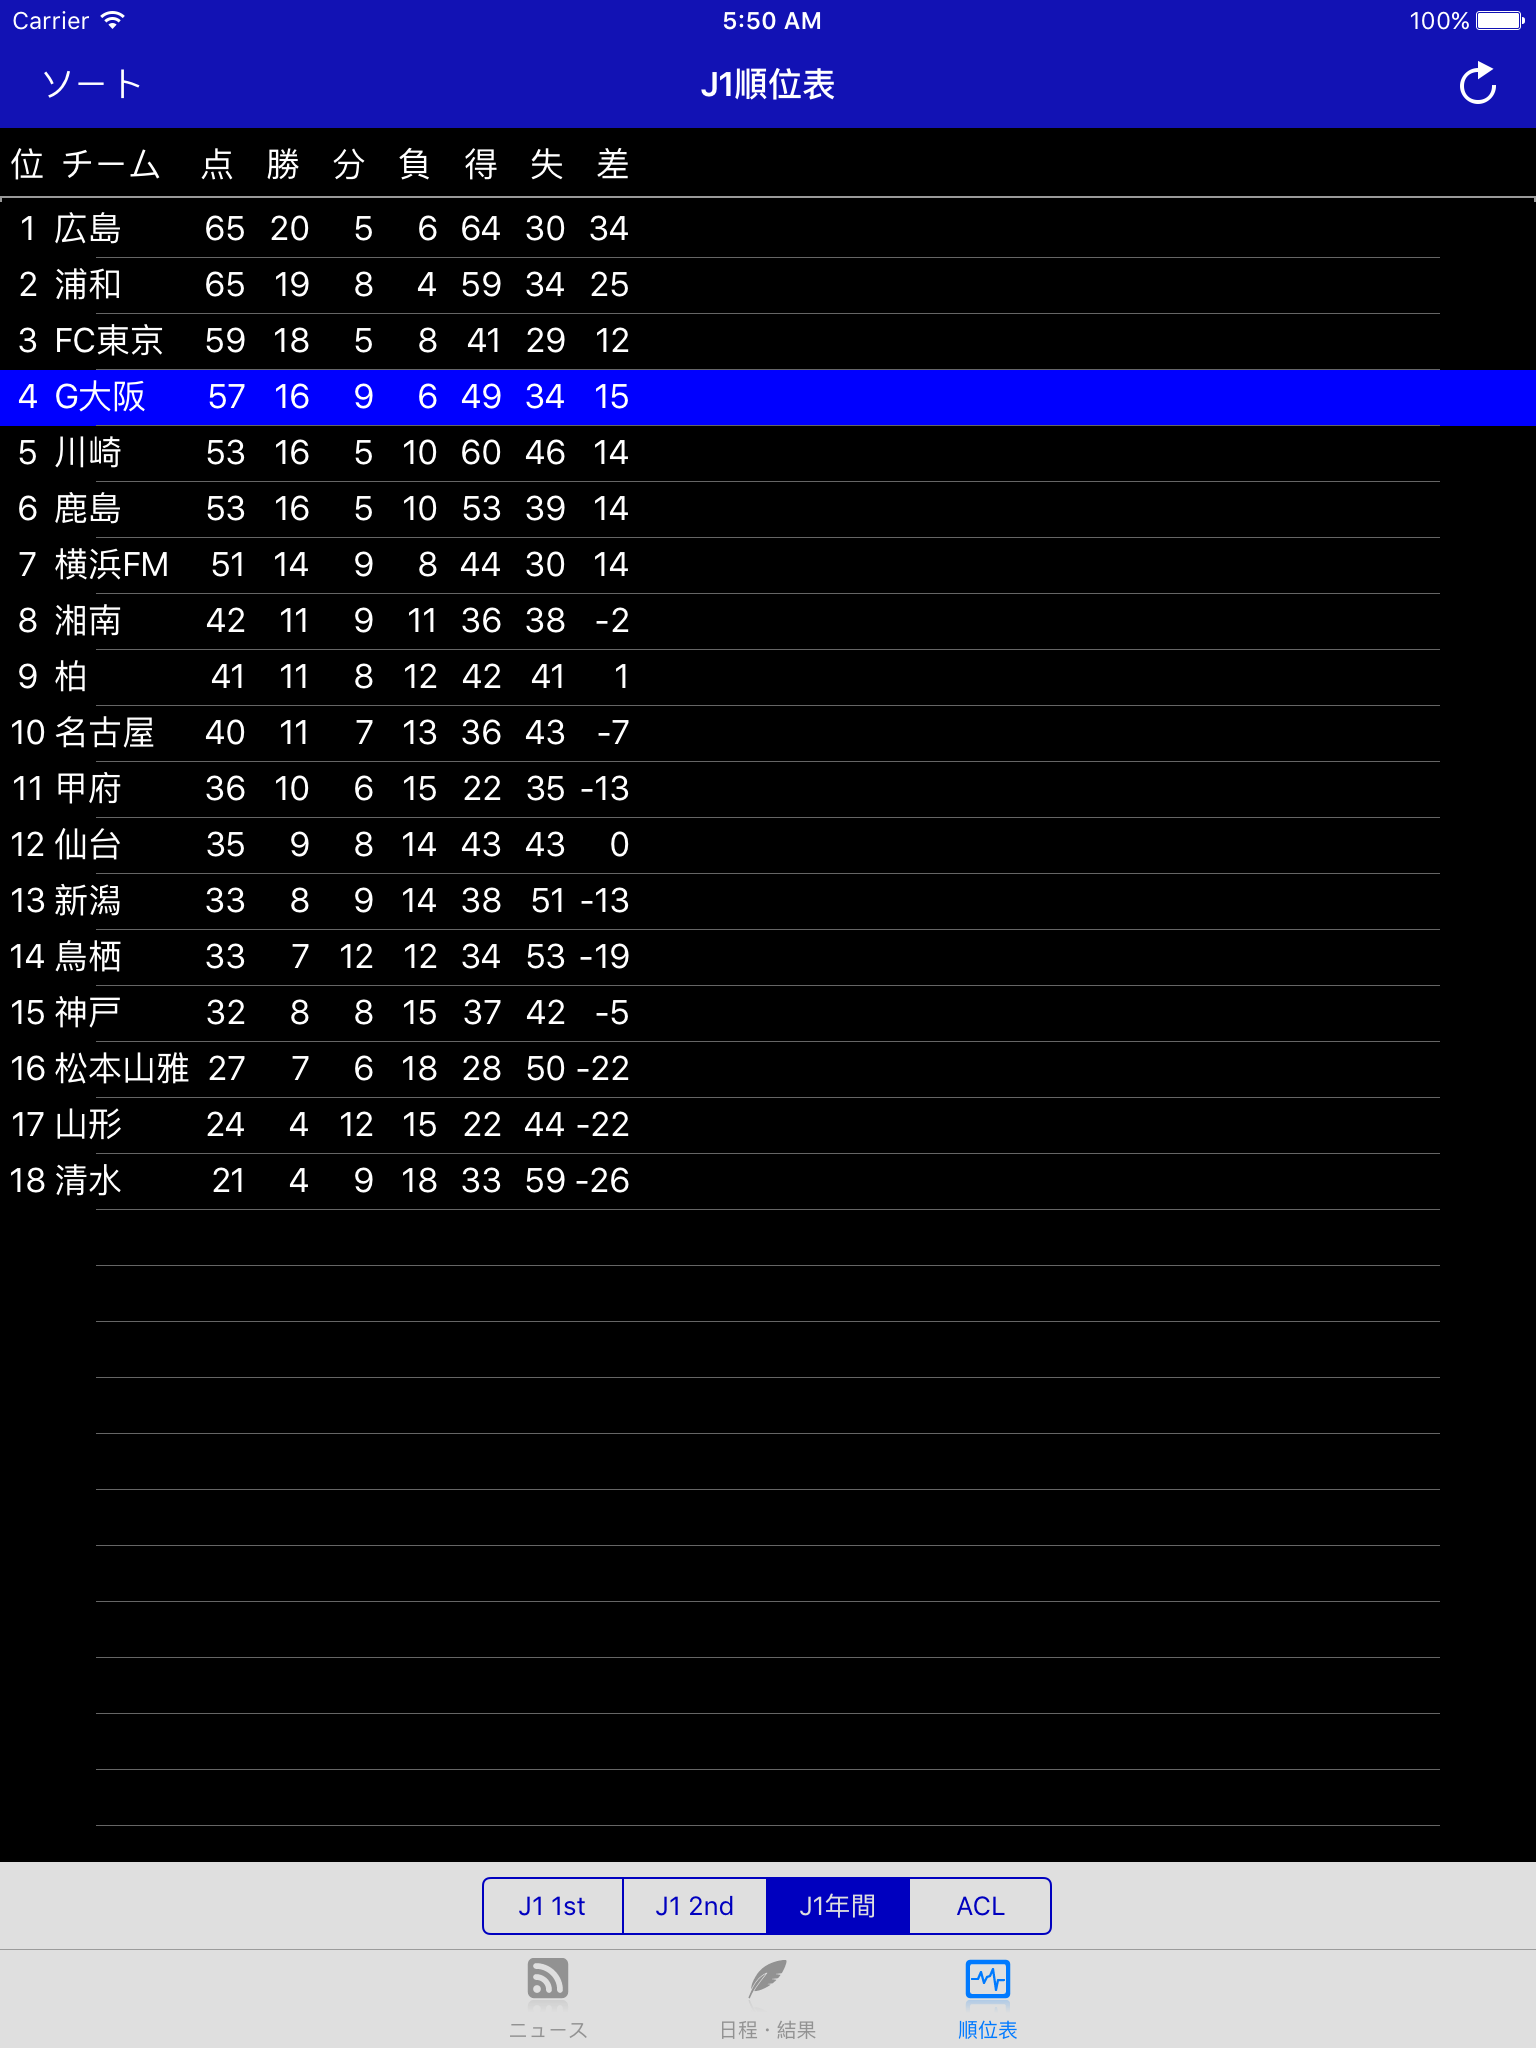 Carrier 5:50 AM 100%
ソート J1順位表
位 チーム 点 勝 分 負 得 失 差
1 広島 65 20 5 6 64 30 34
2 浦和 65 19 8 4 59 34 25
3 FC東京 59 18 5 8 41 29 12
4 G大阪 57 16 9 6 49 34 15
5 川崎 53 16 5 10 60 46 14
6 鹿島 53 16 5 10 53 39 14
7 横浜FM 51 14 9 8 44 30 14
8 湘南 42 11 9 11 36 38 -2
9 柏 41 11 8 12 42 41 1
10 名古屋 40 11 7 13 36 43 -7
11 甲府 36 10 6 15 22 35 -13
12 仙台 35 9 8 14 43 43 0
13 新潟 33 8 9 14 38 51 -13
14 鳥栖 33 7 12 12 34 53 -19
15 神戸 32 8 8 15 37 42 -5
16 松本山雅 27 7 6 18 28 50 -22
17 山形 24 4 12 15 22 44 -22
18 清水 21 4 9 18 33 59 -26
J1 1st J1 2nd J1年間 ACL
ニュース 日程・結果 順位表